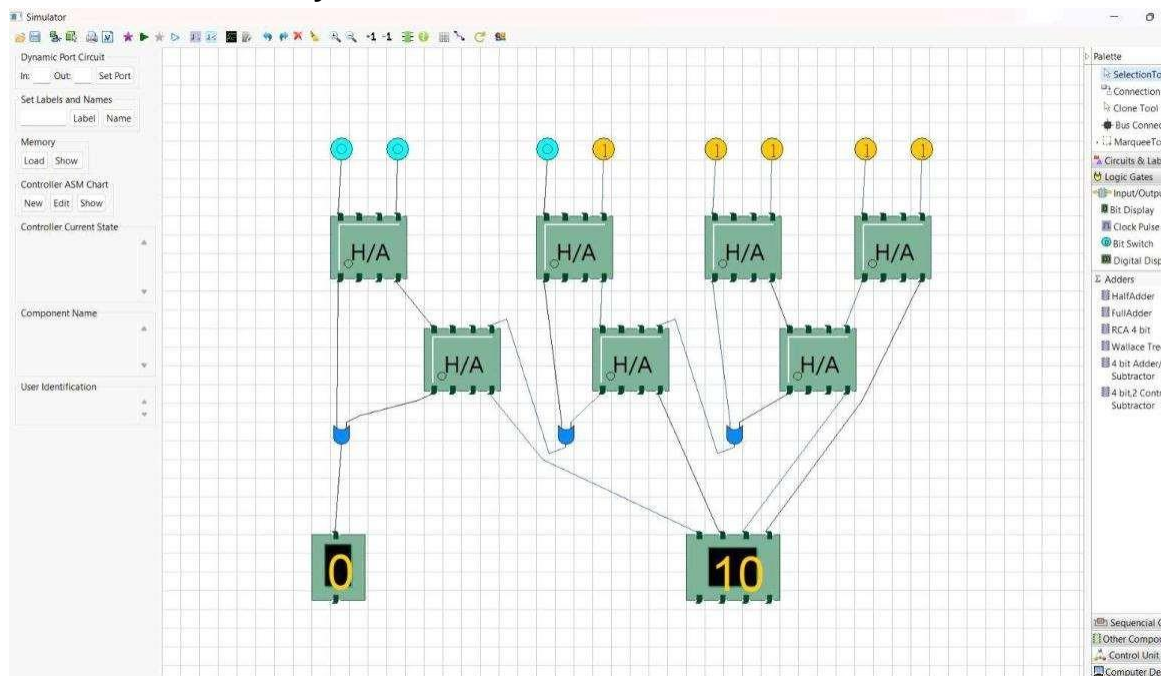 Simulator
Dynamic Port Circuit
In: Out: Set Port
Set Labels and Names
Label Name
Memory
Load Show
Controller ASM Chart
New Edit Show
Controller Current State
Component Name
User Identification
-1 -1
0 0 0 1 1 1 1 1
H/A H/A H/A H/A
H/A H/A H/A
0 10
Palette
SelectionTo
Connection
Clone Tool
Bus Connec
MarqueeTo
Circuits & Lab
Logic Gates
Input/Outpu
Bit Display
Clock Pulse
Bit Switch
Digital Disp
Σ Adders
HalfAdder
FullAdder
RCA 4 bit
Wallace Tre
4 bit Adder/
Subtractor
4 bit,2 Contr
Subtractor
Sequencial C
Other Compo
Control Unit
Computer De